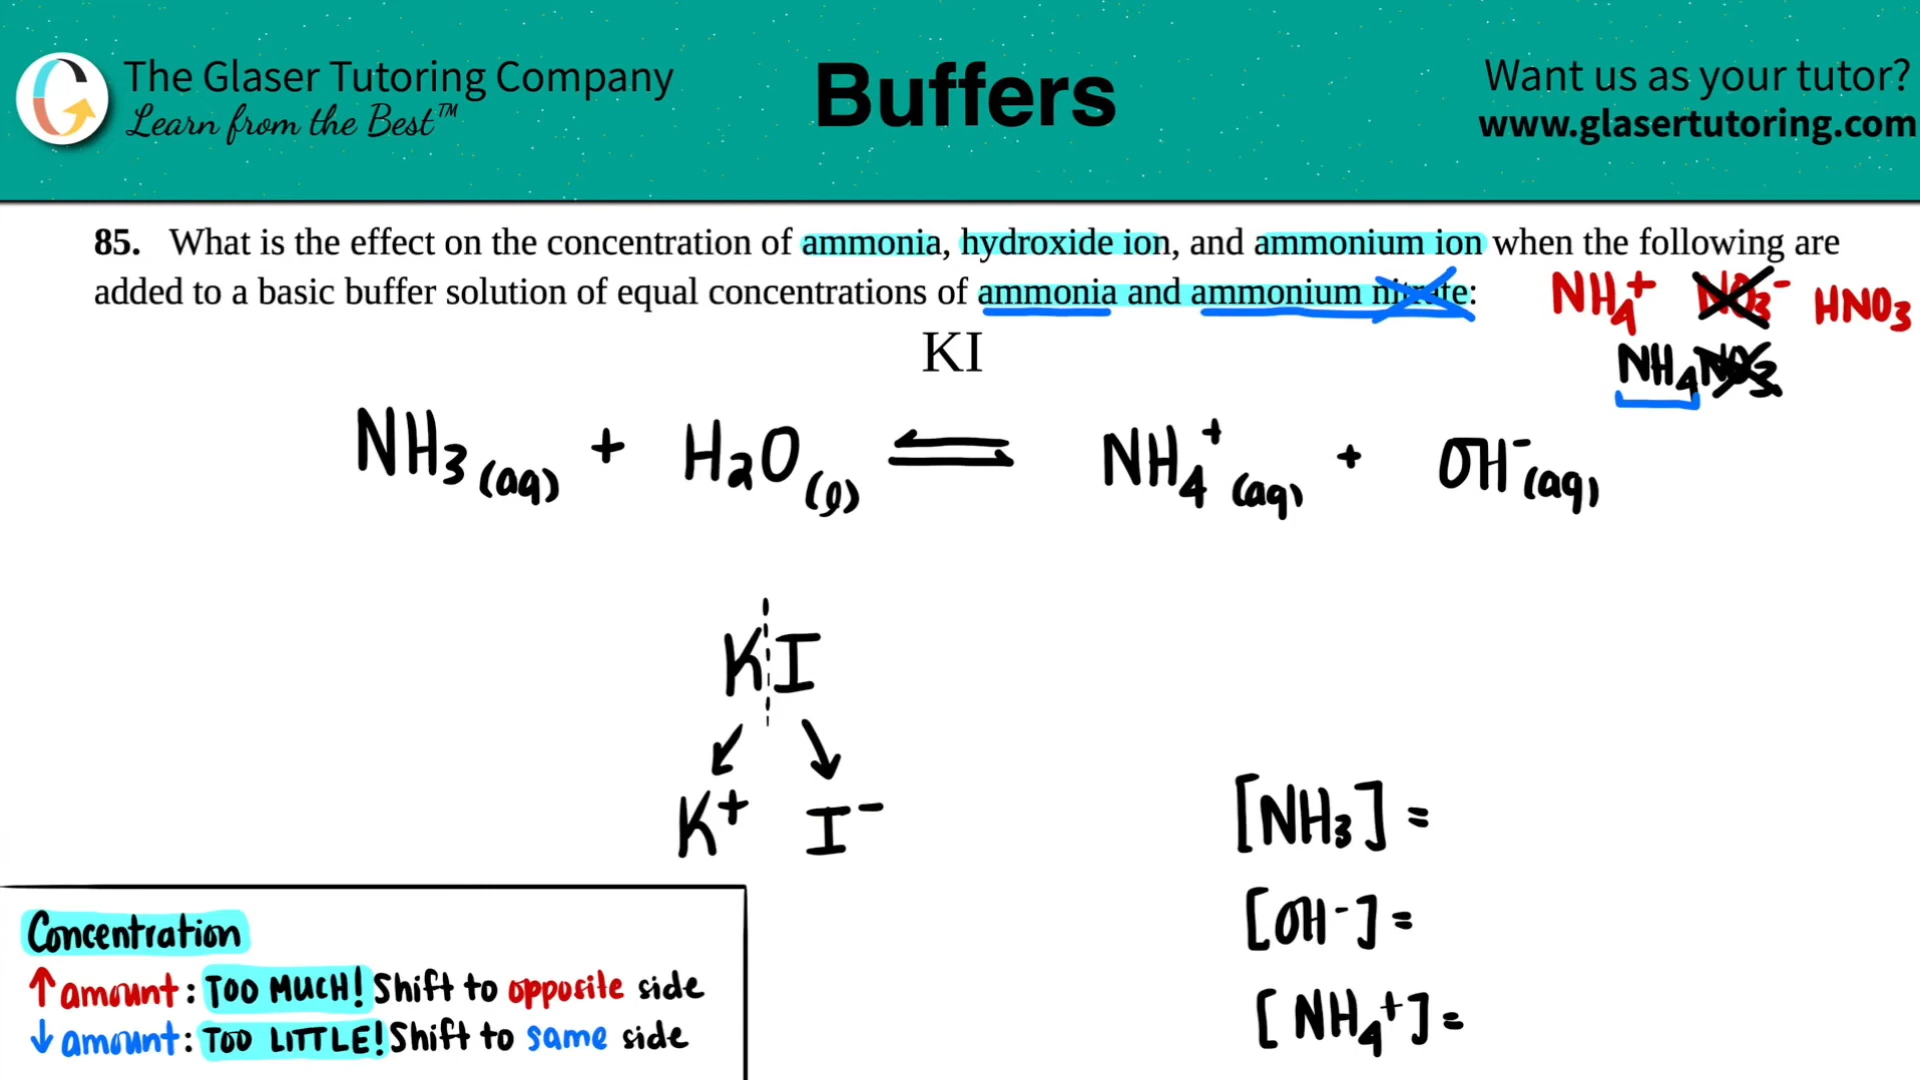 The Glaser Tutoring Company
Learn from the Best™
Buffers
Want us as your tutor?
www.glasertutoring.com
85. What is the effect on the concentration of ammonia, hydroxide ion, and ammonium ion when the following are
added to a basic buffer solution of equal concentrations of ammonia and ammonium nitrate:
NH₄⁺ NO₃⁻ HNO₃
NH₄NO₃
KI
NH₃(aq) + H₂O(l) ⇌ NH₄⁺(aq) + OH⁻(aq)
KI
K⁺ I⁻
[NH₃] =
[OH⁻] =
[NH₄⁺] =
Concentration
↑ amount: TOO MUCH! Shift to opposite side
↓ amount: TOO LITTLE! Shift to same side